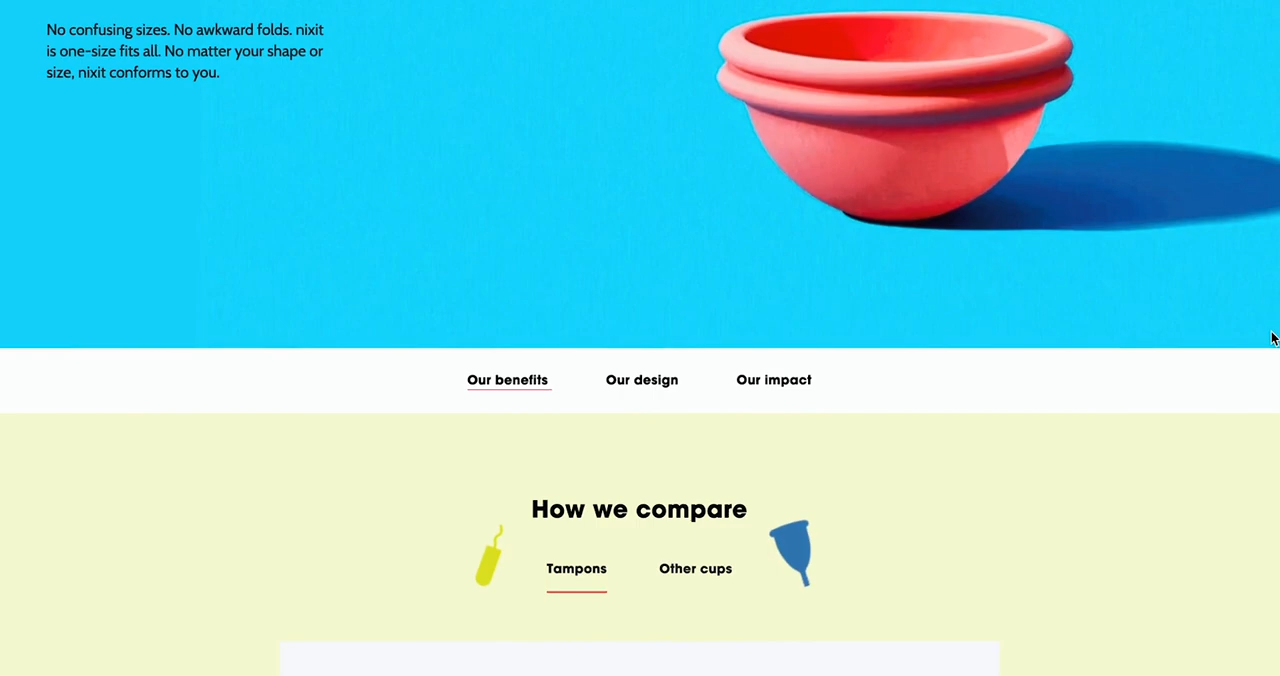 No confusing sizes. No awkward folds. nixit
is one-size fits all. No matter your shape or
size, nixit conforms to you.
Our benefits
Our design
Our impact
How we compare
Tampons
Other cups